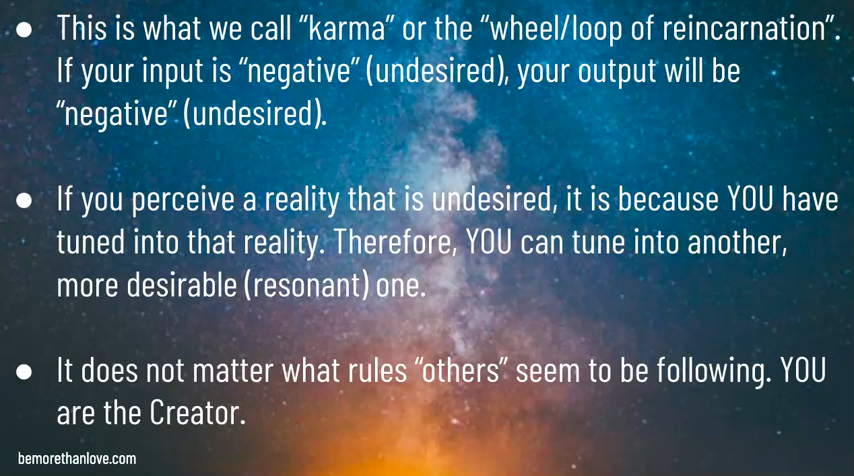 ● This is what we call “karma” or the “wheel/loop of reincarnation”.
If your input is “negative” (undesired), your output will be
“negative” (undesired).
● If you perceive a reality that is undesired, it is because YOU have
tuned into that reality. Therefore, YOU can tune into another,
more desirable (resonant) one.
● It does not matter what rules “others” seem to be following. YOU
are the Creator.
bemorethanlove.com